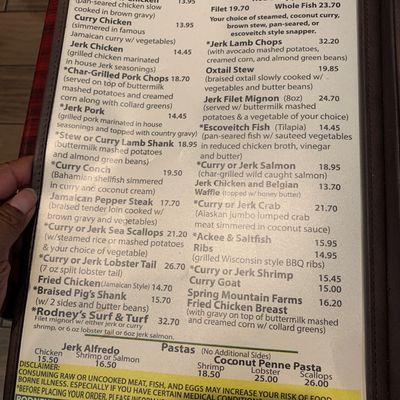 (pan-seared chicken slow 13.95
cooked in brown gravy)
Curry Chicken 13.95
(simmered in famous
Jamaican curry w/ vegetables)
Jerk Chicken 14.45
(grilled chicken marinated
in house Jerk seasonings)
*Char-Grilled Pork Chops 18.70
(served on top of buttermilk
mashed potatoes and creamed
corn along with collard greens)
*Jerk Pork 14.45
(grilled pork marinated in house
seasonings and topped with country gravy)
*Stew or Curry Lamb Shank 18.95
(buttermilk mashed potatoes
and almond green beans)
*Curry Conch 19.50
(Bahamian shellfish simmered
in curry and coconut cream)
Jamaican Pepper Steak 17.70
(braised tender loin cooked w/
brown gravy and vegetables)
*Curry or Jerk Sea Scallops 21.20
(w/steamed rice or mashed potatoes
& your choice of vegetable)
*Curry or Jerk Lobster Tail 26.70
(7 oz split lobster tail)
Fried Chicken (Jamaican Style) 14.70
*Braised Pig's Shank 15.70
(w/ 2 sides and butter beans)
*Rodney's Surf & Turf 32.70
Filet mignon w/ either jerk or curry
shrimp, or 6 oz lobster tail or 6oz jerk salmon.
Filet 19.70 Whole Fish 23.70
Your choice of steamed, coconut curry,
brown stew, pan-seared, or
escoveitch style snapper.
*Jerk Lamb Chops 32.20
(with avocado mashed potatoes,
creamed corn, and almond green beans)
Oxtail Stew 19.85
(braised oxtail slowly cooked w/
vegetables and butter beans)
Jerk Filet Mignon (8oz) 24.70
(served w/ buttermilk mashed
potatoes & a vegetable of your choice)
*Escoveitch Fish (Tilapia) 14.45
(pan-seared fish w/ sauteed vegetables
in reduced chicken broth, vinegar
and butter)
*Curry or Jerk Salmon 18.95
(char-grilled wild caught salmon)
Jerk Chicken and Belgian 13.70
Waffle (topped w/ honey butter)
*Curry or Jerk Crab 21.70
(Alaskan jumbo lumped crab
meat simmered in coconut sauce)
*Ackee & Saltfish 15.95
Ribs 14.95
(grilled Wisconsin style BBQ ribs)
*Curry or Jerk Shrimp 15.45
Curry Goat 15.00
Spring Mountain Farms 16.20
Fried Chicken Breast
(with gravy on top of buttermilk mashed
and creamed corn w/ collard greens)
Pastas (No Additional Sides)
Jerk Alfredo
Chicken 15.50
Shrimp or Salmon 16.50
Coconut Penne Pasta
Shrimp 18.50
Lobster 25.00
Scallops 26.00
DISCLAIMER:
CONSUMING RAW OR UNCOOKED MEAT, FISH, AND EGGS MAY INCREASE YOUR RISK OF FOOD
BORNE ILLNESS, ESPECIALLY IF YOU HAVE CERTAIN MEDICAL
*BEFORE PLACING YOUR ORDER, PLEASE INFORM